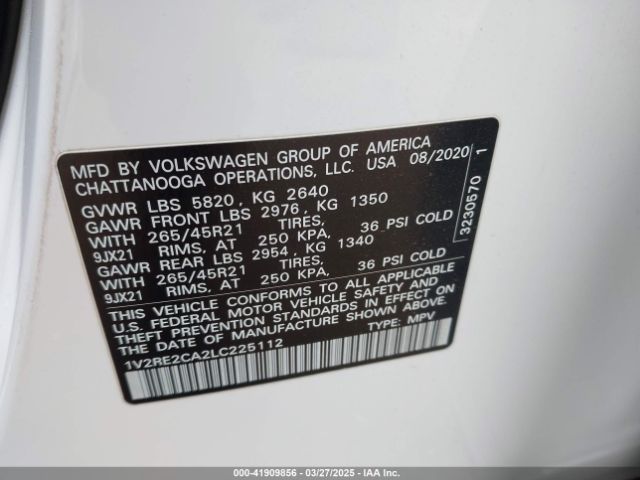 MFD BY VOLKSWAGEN GROUP OF AMERICA
CHATTANOOGA OPERATIONS, LLC. USA 08/2020
GVWR LBS 5820, KG 2640
GAWR FRONT LBS 2976, KG 1350
WITH 265/45R21 TIRES,
9JX21 RIMS, AT 250 KPA, 36 PSI COLD
GAWR REAR LBS 2954, KG 1340
WITH 265/45R21 TIRES,
9JX21 RIMS, AT 250 KPA, 36 PSI COLD
THIS VEHICLE CONFORMS TO ALL APPLICABLE
U.S. FEDERAL MOTOR VEHICLE SAFETY AND
THEFT PREVENTION STANDARDS IN EFFECT ON
THE DATE OF MANUFACTURE SHOWN ABOVE.
1V2RE2CA2LC225112 TYPE: MPV
3230570 1
000-41909856 • 03/27/2025 • IAA Inc.